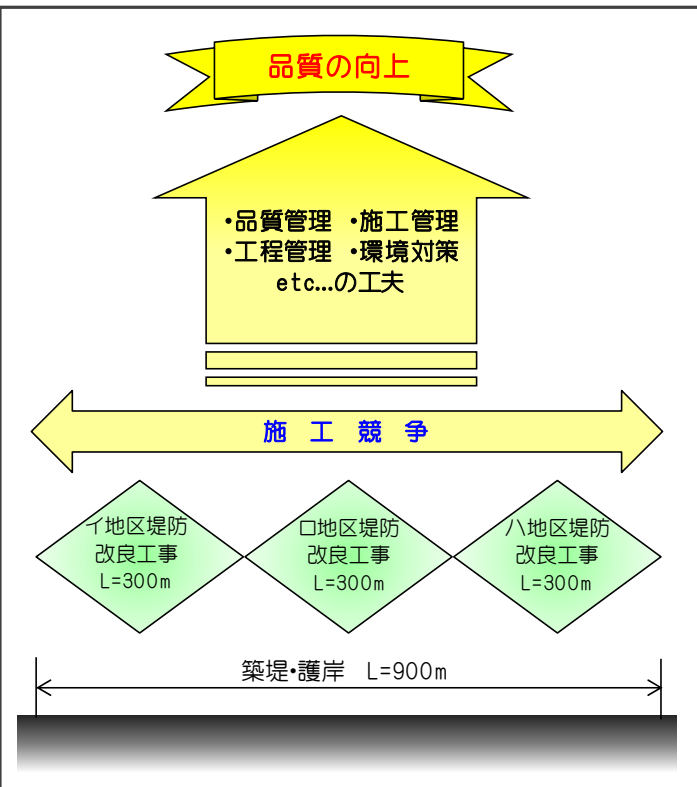 品質の向上
・品質管理 ・施工管理
・工程管理 ・環境対策
etc...の工夫
施工競争
イ地区堤防
改良工事
L=300m
ロ地区堤防
改良工事
L=300m
ハ地区堤防
改良工事
L=300m
築堤・護岸 L=900m